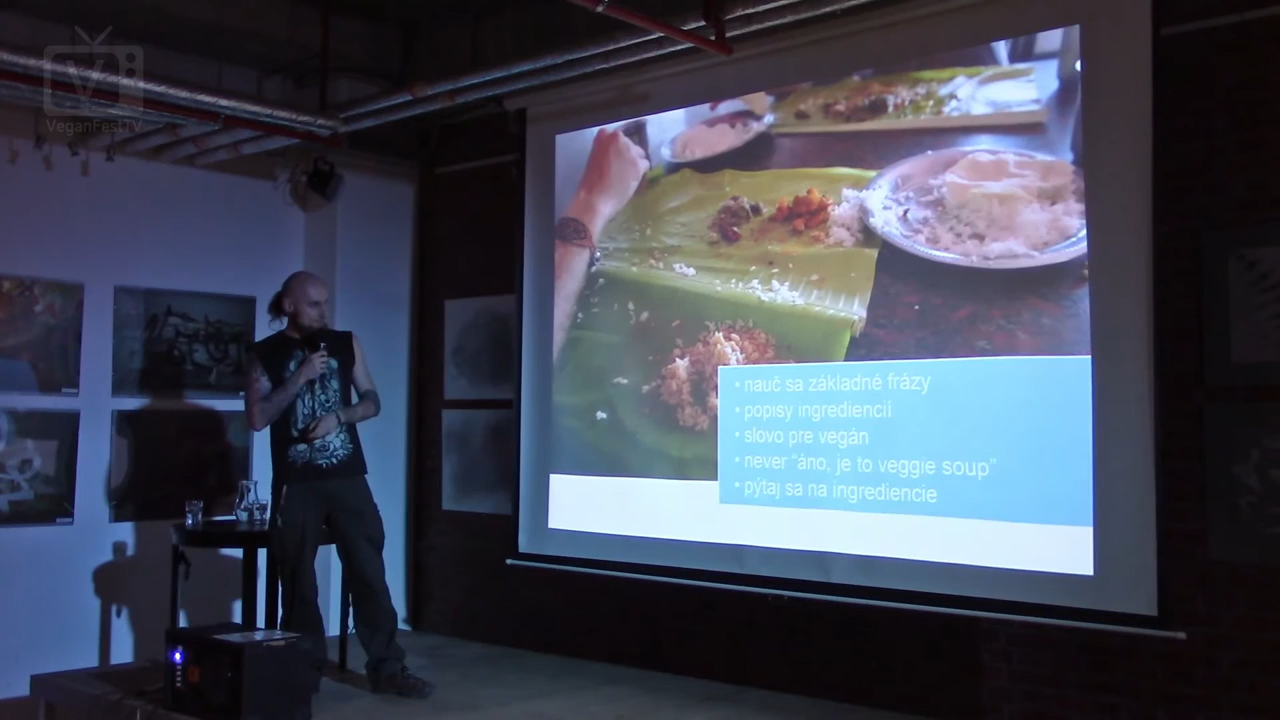 VeganFestTV
• nauč sa základné frázy
• popisy ingrediencií
• slovo pre vegán
• never “áno, je to veggie soup”
• pýtaj sa na ingrediencie